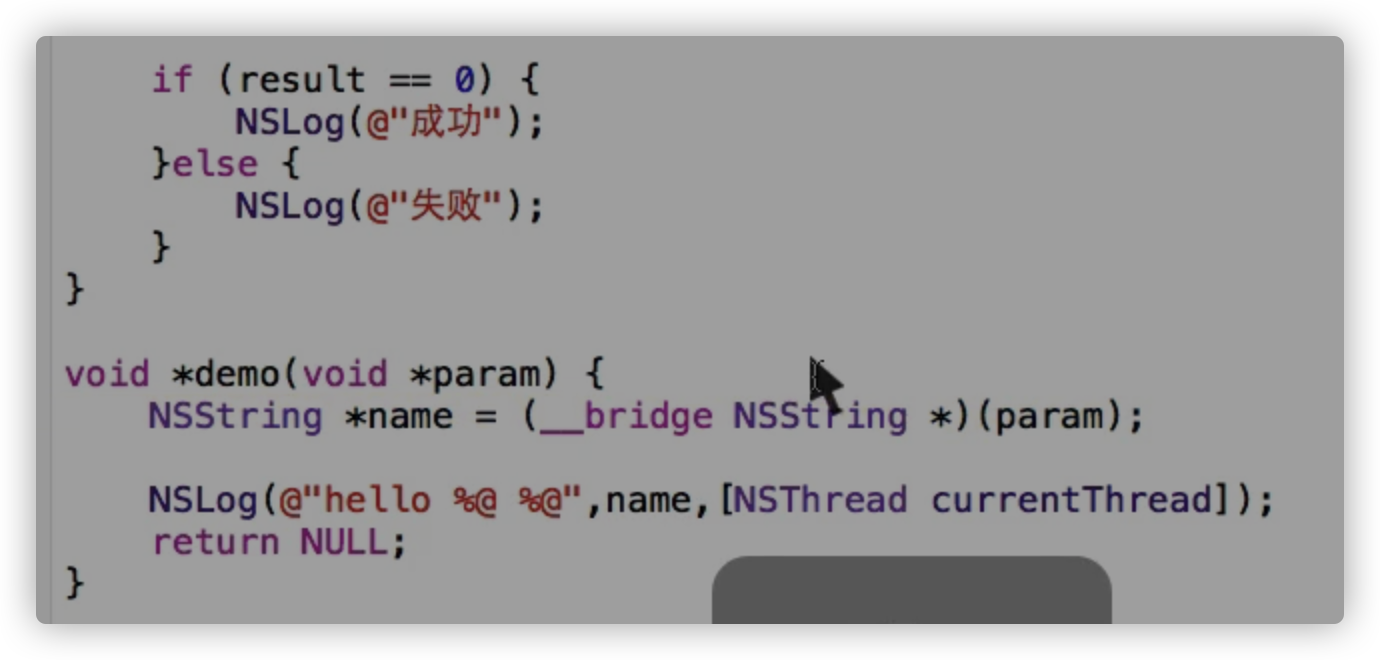 if (result == 0) {
NSLog(@"成功");
}else {
NSLog(@"失败");
}
}
void *demo(void *param) {
NSString *name = (__bridge NSString *)(param);
NSLog(@"hello %@ %@",name,[NSThread currentThread]);
return NULL;
}